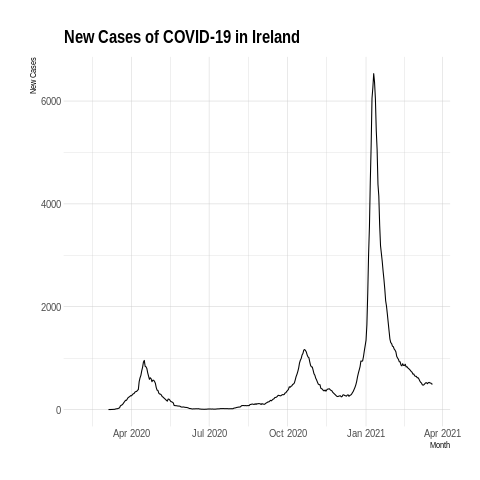 New Cases of COVID-19 in Ireland
New Cases
6000
4000
2000
0
Apr 2020 Jul 2020 Oct 2020 Jan 2021 Apr 2021
Month